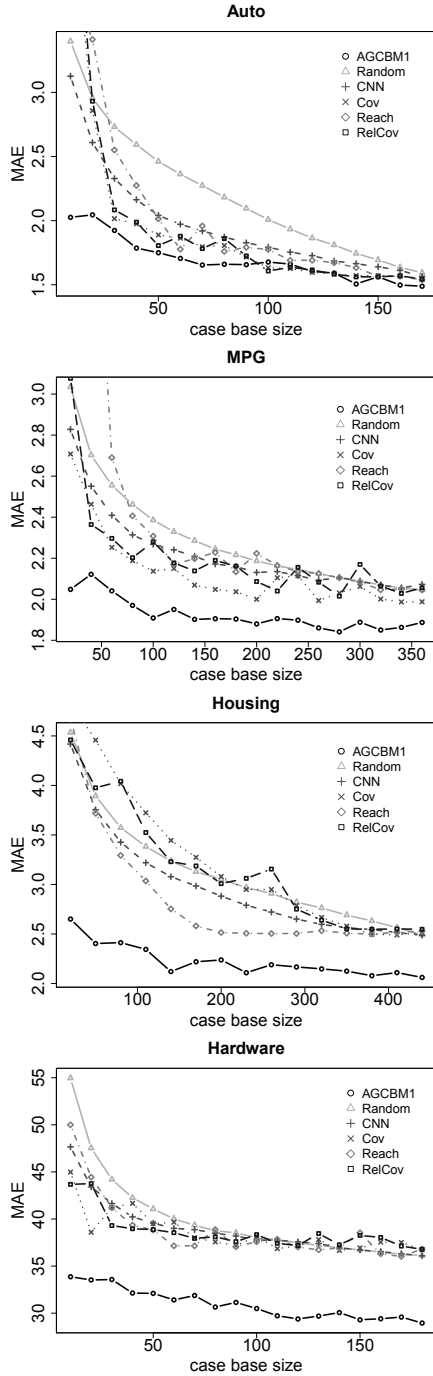 Auto
MAE
3.0
2.5
2.0
1.5
AGCBM1
Random
CNN
Cov
Reach
RelCov
50
100
150
case base size
MPG
MAE
3.0
2.8
2.6
2.4
2.2
2.0
1.8
AGCBM1
Random
CNN
Cov
Reach
RelCov
50
100
150
200
250
300
350
case base size
Housing
MAE
4.5
4.0
3.5
3.0
2.5
2.0
AGCBM1
Random
CNN
Cov
Reach
RelCov
100
200
300
400
case base size
Hardware
MAE
55
50
45
40
35
30
AGCBM1
Random
CNN
Cov
Reach
RelCov
50
100
150
case base size